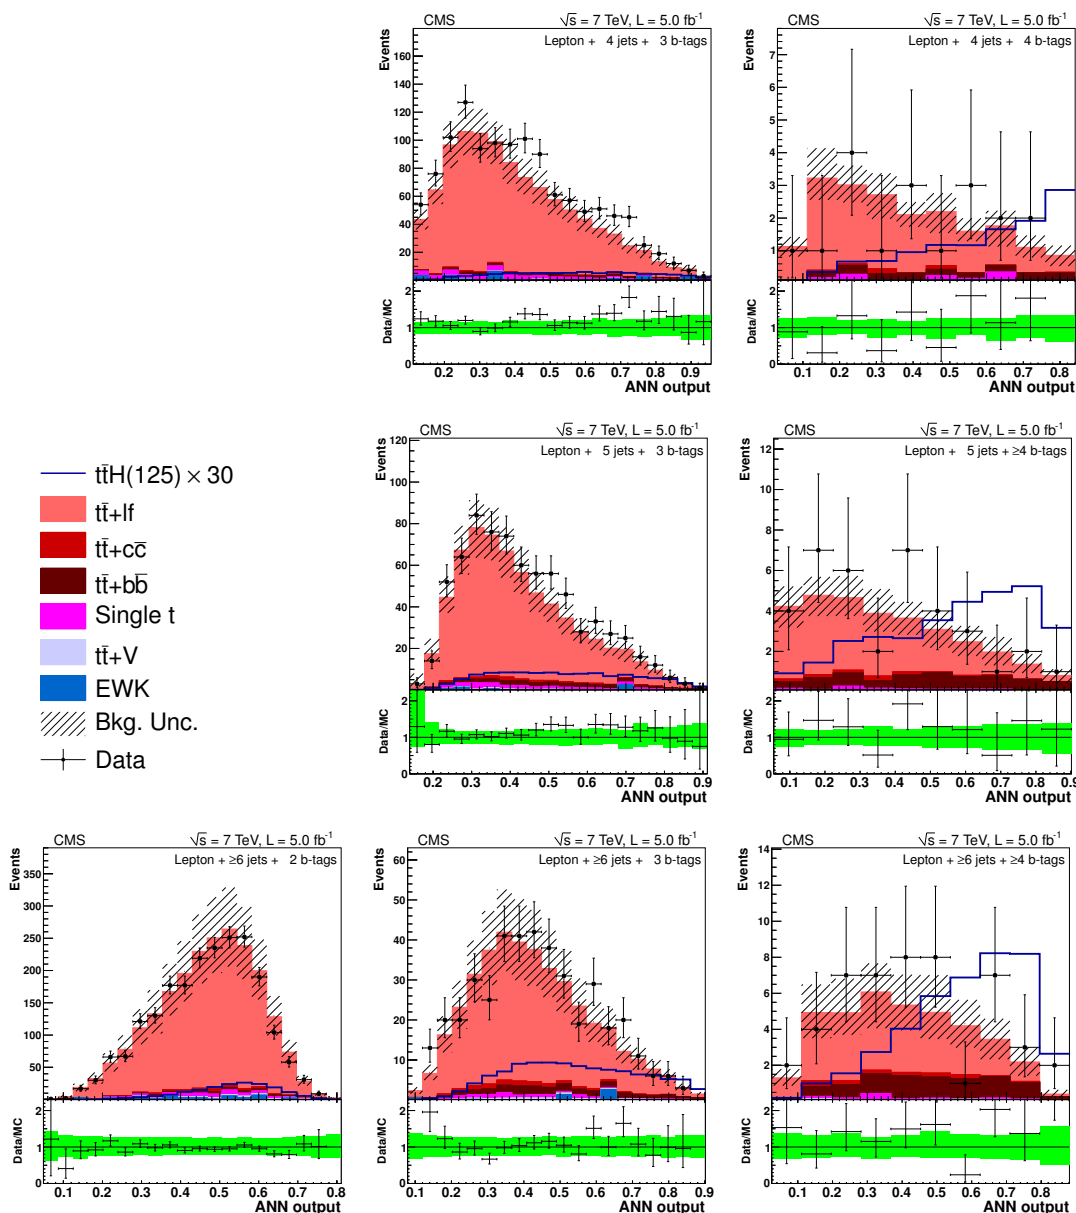 CMS √s = 7 TeV, L = 5.0 fb⁻¹
Lepton + 4 jets + 3 b-tags
Events
160
140
120
100
80
60
40
20
Data/MC
2
1
0
0.2 0.3 0.4 0.5 0.6 0.7 0.8 0.9
ANN output
CMS √s = 7 TeV, L = 5.0 fb⁻¹
Lepton + 4 jets + 4 b-tags
Events
7
6
5
4
3
2
1
Data/MC
2
1
0
0.1 0.2 0.3 0.4 0.5 0.6 0.7 0.8
ANN output
tt̄H(125) × 30
tt̄+lf
tt̄+cc̄
tt̄+bb̄
Single t
tt̄+V
EWK
Bkg. Unc.
Data
CMS √s = 7 TeV, L = 5.0 fb⁻¹
Lepton + 5 jets + 3 b-tags
Events
120
100
80
60
40
20
Data/MC
2
1
0
0.2 0.3 0.4 0.5 0.6 0.7 0.8 0.9
ANN output
CMS √s = 7 TeV, L = 5.0 fb⁻¹
Lepton + 5 jets + ≥4 b-tags
Events
12
10
8
6
4
2
Data/MC
2
1
0
0.1 0.2 0.3 0.4 0.5 0.6 0.7 0.8 0.9
ANN output
CMS √s = 7 TeV, L = 5.0 fb⁻¹
Lepton + ≥6 jets + 2 b-tags
Events
350
300
250
200
150
100
50
Data/MC
2
1
0
0.1 0.2 0.3 0.4 0.5 0.6 0.7 0.8
ANN output
CMS √s = 7 TeV, L = 5.0 fb⁻¹
Lepton + ≥6 jets + 3 b-tags
Events
60
50
40
30
20
10
Data/MC
2
1
0
0.2 0.3 0.4 0.5 0.6 0.7 0.8 0.9
ANN output
CMS √s = 7 TeV, L = 5.0 fb⁻¹
Lepton + ≥6 jets + ≥4 b-tags
Events
14
12
10
8
6
4
2
Data/MC
2
1
0
0.1 0.2 0.3 0.4 0.5 0.6 0.7 0.8
ANN output